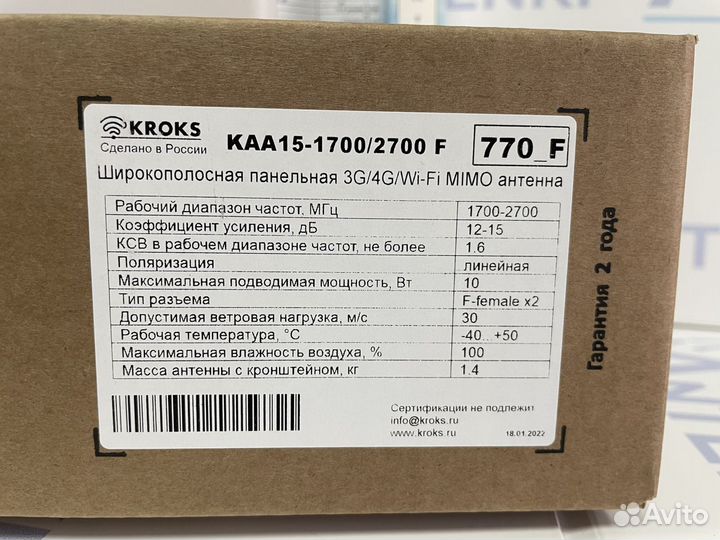 KROKS
Сделано в России
KAA15-1700/2700 F
770_F
Широкополосная панельная 3G/4G/Wi-Fi MIMO антенна
Рабочий диапазон частот, МГц 1700-2700
Коэффициент усиления, дБ 12-15
КСВ в рабочем диапазоне частот, не более 1.6
Поляризация линейная
Максимальная подводимая мощность, Вт 10
Тип разъема F-female x2
Допустимая ветровая нагрузка, м/с 30
Рабочая температура, °C -40...+50
Максимальная влажность воздуха, % 100
Масса антенны с кронштейном, кг 1.4
Сертификации не подлежит
info@kroks.ru
www.kroks.ru
18.01.2022
Гарантия 2 года
Avito